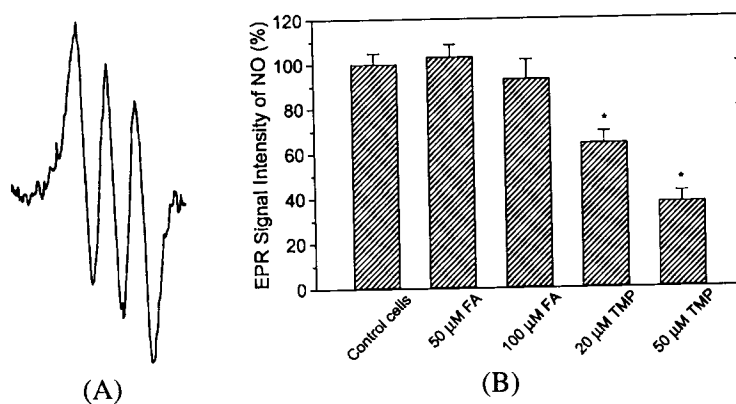 EPR Signal Intensity of NO (%)
120
100
80
60
40
20
0
*
*
Control cells
50 μM FA
100 μM FA
20 μM TMP
50 μM TMP
(A)
(B)